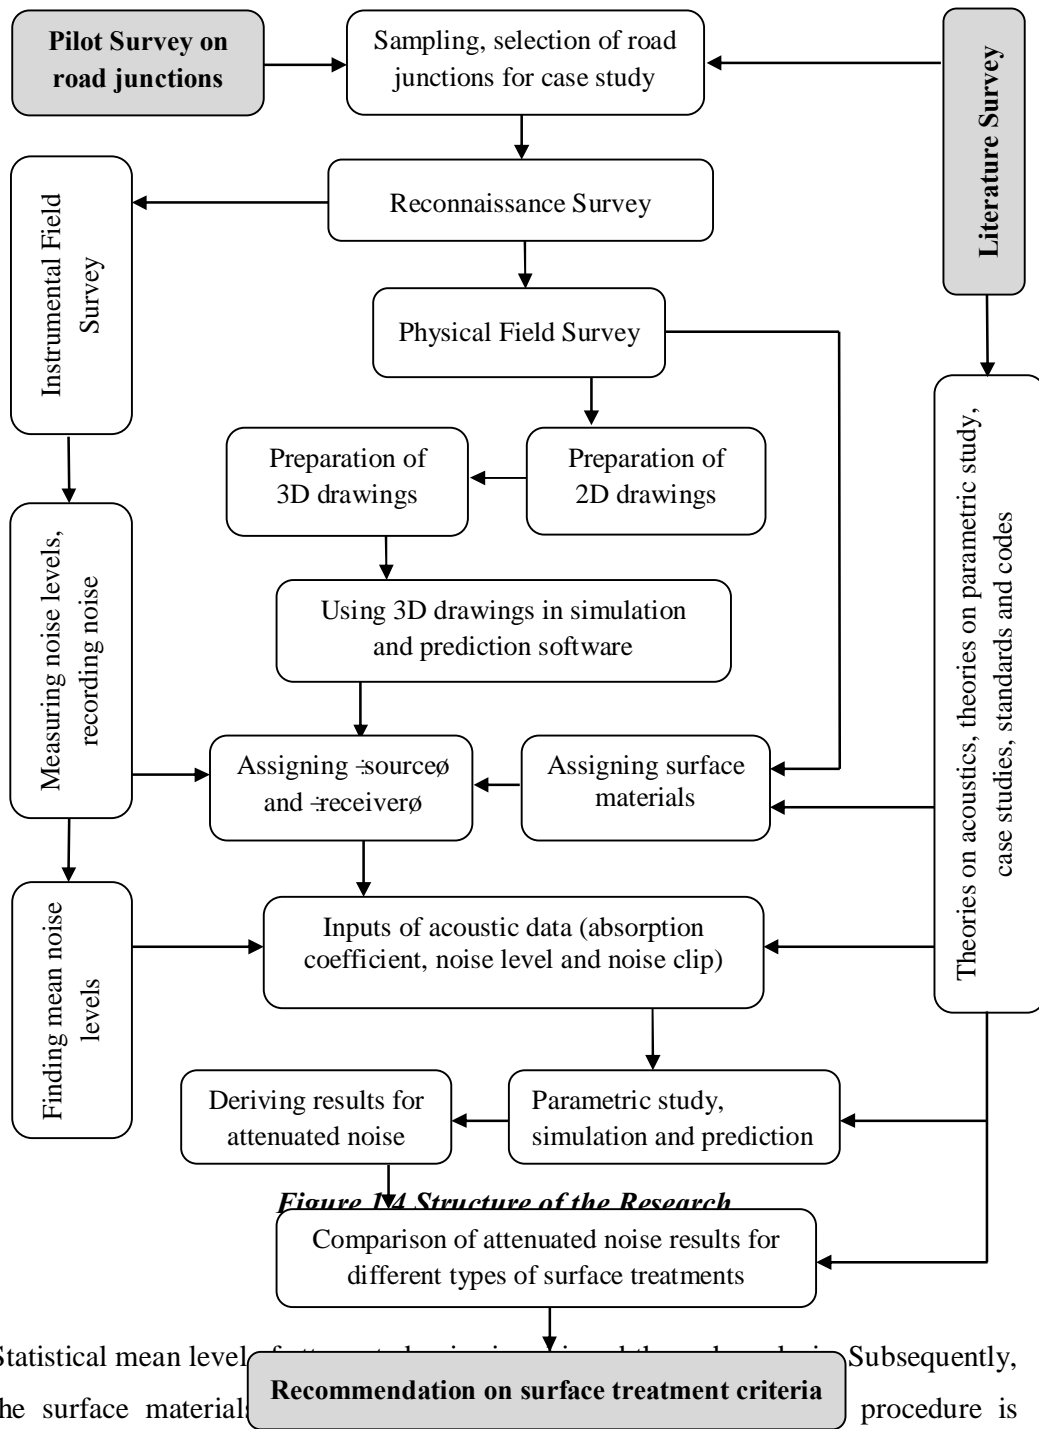 Pilot Survey on
road junctions
Sampling, selection of road
junctions for case study
Literature Survey
Reconnaissance Survey
Instrumental Field
Survey
Physical Field Survey
Preparation of
3D drawings
Preparation of
2D drawings
Theories on acoustics, theories on parametric study,
case studies, standards and codes
Measuring noise levels,
recording noise
Using 3D drawings in simulation
and prediction software
Assigning ÷sourceø
and ÷receiverø
Assigning surface
materials
Finding mean noise
levels
Inputs of acoustic data (absorption
coefficient, noise level and noise clip)
Deriving results for
attenuated noise
Parametric study,
simulation and prediction
Figure 1.4 Structure of the Research
Comparison of attenuated noise results for
different types of surface treatments
Statistical mean level Subsequently,
Recommendation on surface treatment criteria
the surface materials procedure is